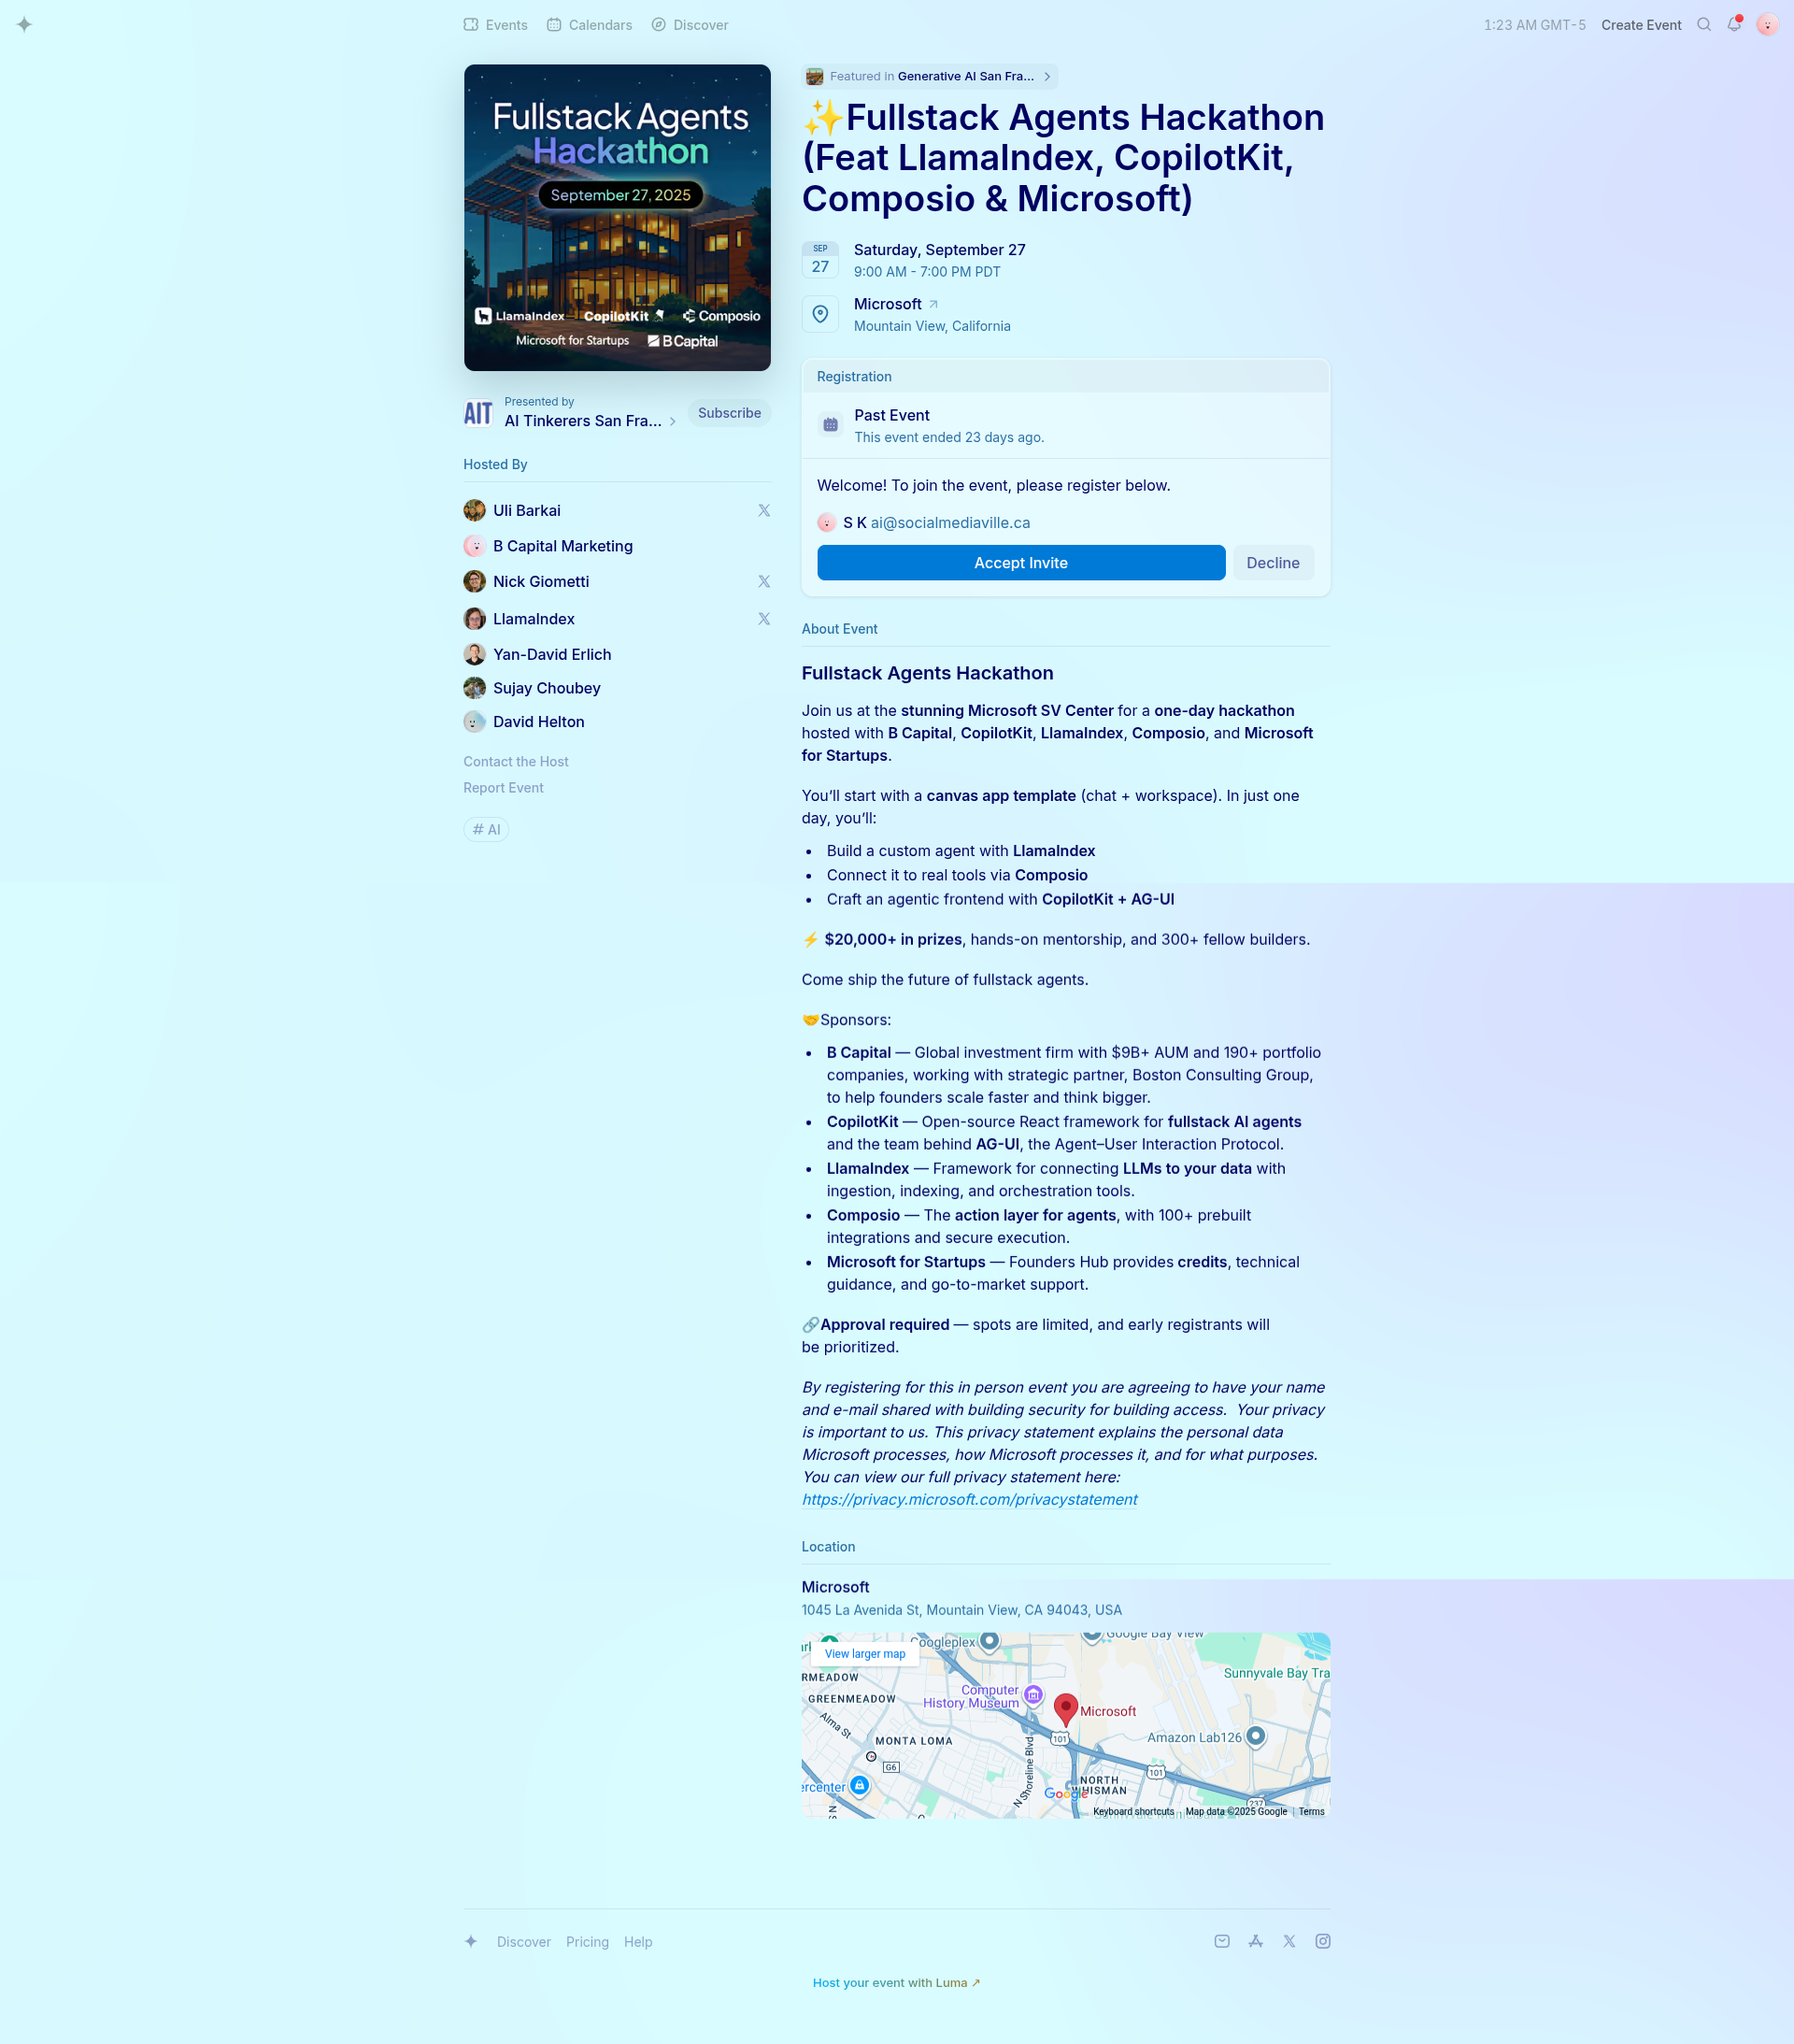 Events
Calendars
Discover
1:23 AM GMT-5
Create Event
Fullstack Agents
Hackathon
September 27, 2025
LlamaIndex
CopilotKit
Composio
Microsoft for Startups
B Capital
AIT
Presented by
AI Tinkerers San Fra...
Subscribe
Hosted By
Uli Barkai
B Capital Marketing
Nick Giometti
LlamaIndex
Yan-David Erlich
Sujay Choubey
David Helton
Contact the Host
Report Event
# AI
Featured in Generative AI San Fra...
✨Fullstack Agents Hackathon
(Feat LlamaIndex, CopilotKit,
Composio & Microsoft)
SEP
27
Saturday, September 27
9:00 AM - 7:00 PM PDT
Microsoft
Mountain View, California
Registration
Past Event
This event ended 23 days ago.
Welcome! To join the event, please register below.
S K ai@socialmediaville.ca
Accept Invite
Decline
About Event
Fullstack Agents Hackathon
Join us at the stunning Microsoft SV Center for a one-day hackathon
hosted with B Capital, CopilotKit, LlamaIndex, Composio, and Microsoft
for Startups.
You’ll start with a canvas app template (chat + workspace). In just one
day, you’ll:
• Build a custom agent with LlamaIndex
• Connect it to real tools via Composio
• Craft an agentic frontend with CopilotKit + AG-UI
⚡ $20,000+ in prizes, hands-on mentorship, and 300+ fellow builders.
Come ship the future of fullstack agents.
🤝Sponsors:
• B Capital — Global investment firm with $9B+ AUM and 190+ portfolio
companies, working with strategic partner, Boston Consulting Group,
to help founders scale faster and think bigger.
• CopilotKit — Open-source React framework for fullstack AI agents
and the team behind AG-UI, the Agent–User Interaction Protocol.
• LlamaIndex — Framework for connecting LLMs to your data with
ingestion, indexing, and orchestration tools.
• Composio — The action layer for agents, with 100+ prebuilt
integrations and secure execution.
• Microsoft for Startups — Founders Hub provides credits, technical
guidance, and go-to-market support.
🔗Approval required — spots are limited, and early registrants will
be prioritized.
By registering for this in person event you are agreeing to have your name
and e-mail shared with building security for building access.  Your privacy
is important to us. This privacy statement explains the personal data
Microsoft processes, how Microsoft processes it, and for what purposes.
You can view our full privacy statement here:
https://privacy.microsoft.com/privacystatement
Location
Microsoft
1045 La Avenida St, Mountain View, CA 94043, USA
View larger map
Googleplex
Google Bay View
Sunnyvale Bay Tra
RMEADOW
GREENMEADOW
Computer
History Museum
Microsoft
Alma St
MONTA LOMA
101
Amazon Lab126
G6
101
N Shoreline Blvd
NORTH
WHISMAN
ercenter
237
Google
Keyboard shortcuts
Map data ©2025 Google
Terms
Discover
Pricing
Help
Host your event with Luma ↗